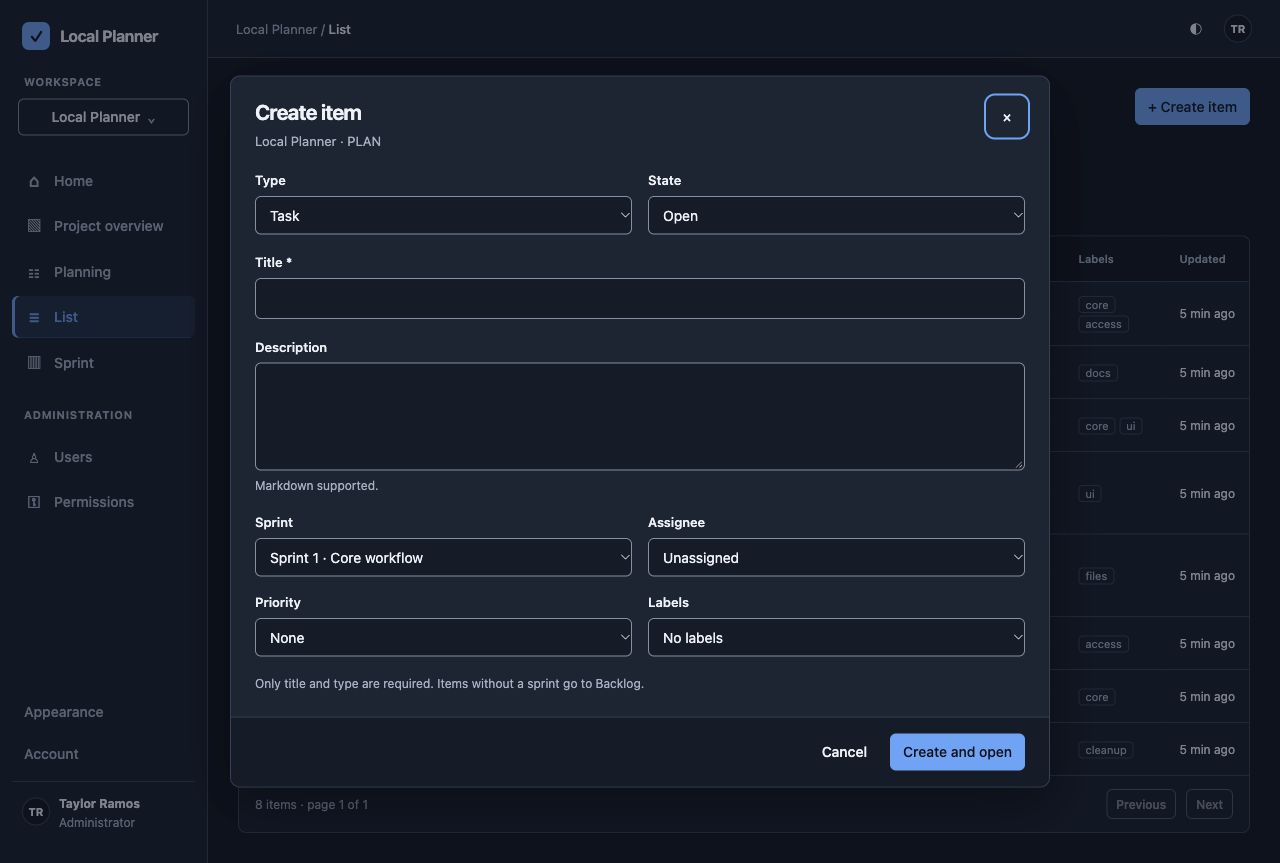 Local Planner
Local Planner / List
TR
WORKSPACE
Local Planner
Home
Project overview
Planning
List
Sprint
ADMINISTRATION
Users
Permissions
Appearance
Account
TR
Taylor Ramos
Administrator
+ Create item
Create item
×
Local Planner · PLAN
Type
State
Task
Open
Title *
Description
Markdown supported.
Sprint
Assignee
Sprint 1 · Core workflow
Unassigned
Priority
Labels
None
No labels
Only title and type are required. Items without a sprint go to Backlog.
Cancel
Create and open
Labels
Updated
core
access
5 min ago
docs
5 min ago
core ui
5 min ago
ui
5 min ago
files
5 min ago
access
5 min ago
core
5 min ago
cleanup
5 min ago
8 items · page 1 of 1
Previous
Next